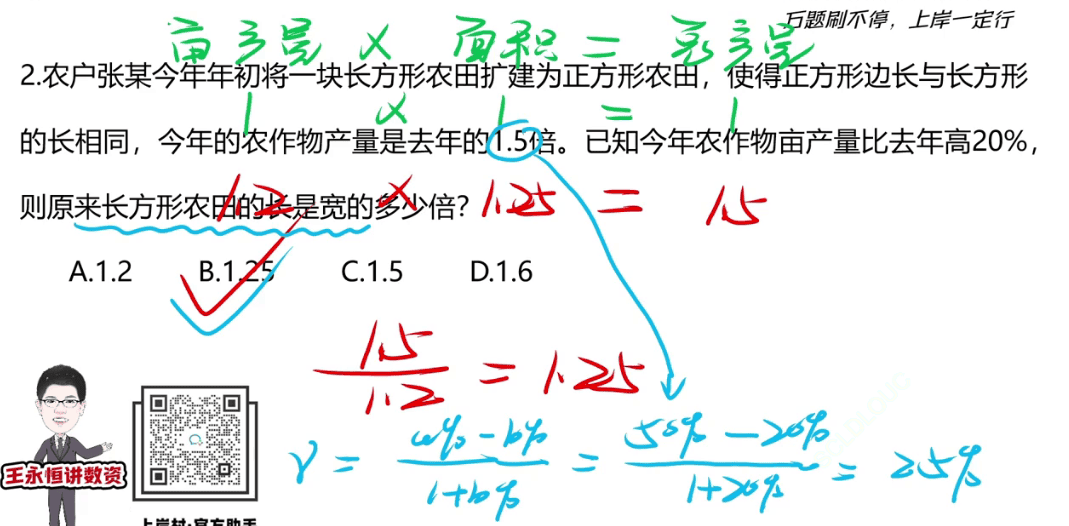 万题刷不停，上岸一定行
亩产量 × 面积 = 总产量
2.农户张某今年年初将一块长方形农田扩建为正方形农田，使得正方形边长与长方形
1 × 1 = 1
的长相同，今年的农作物产量是去年的1.5倍。已知今年农作物亩产量比去年高20%，
则原来长方形农田的长是宽的多少倍?
1.2 × 1.25 = 1.5
A.1.2 B.1.25 C.1.5 D.1.6
1.5/1.2 = 1.25
r = (a%-b%)/(1+b%) = (50%-20%)/(1+20%) = 25%
王永恒讲数资
上岸村·官方助手